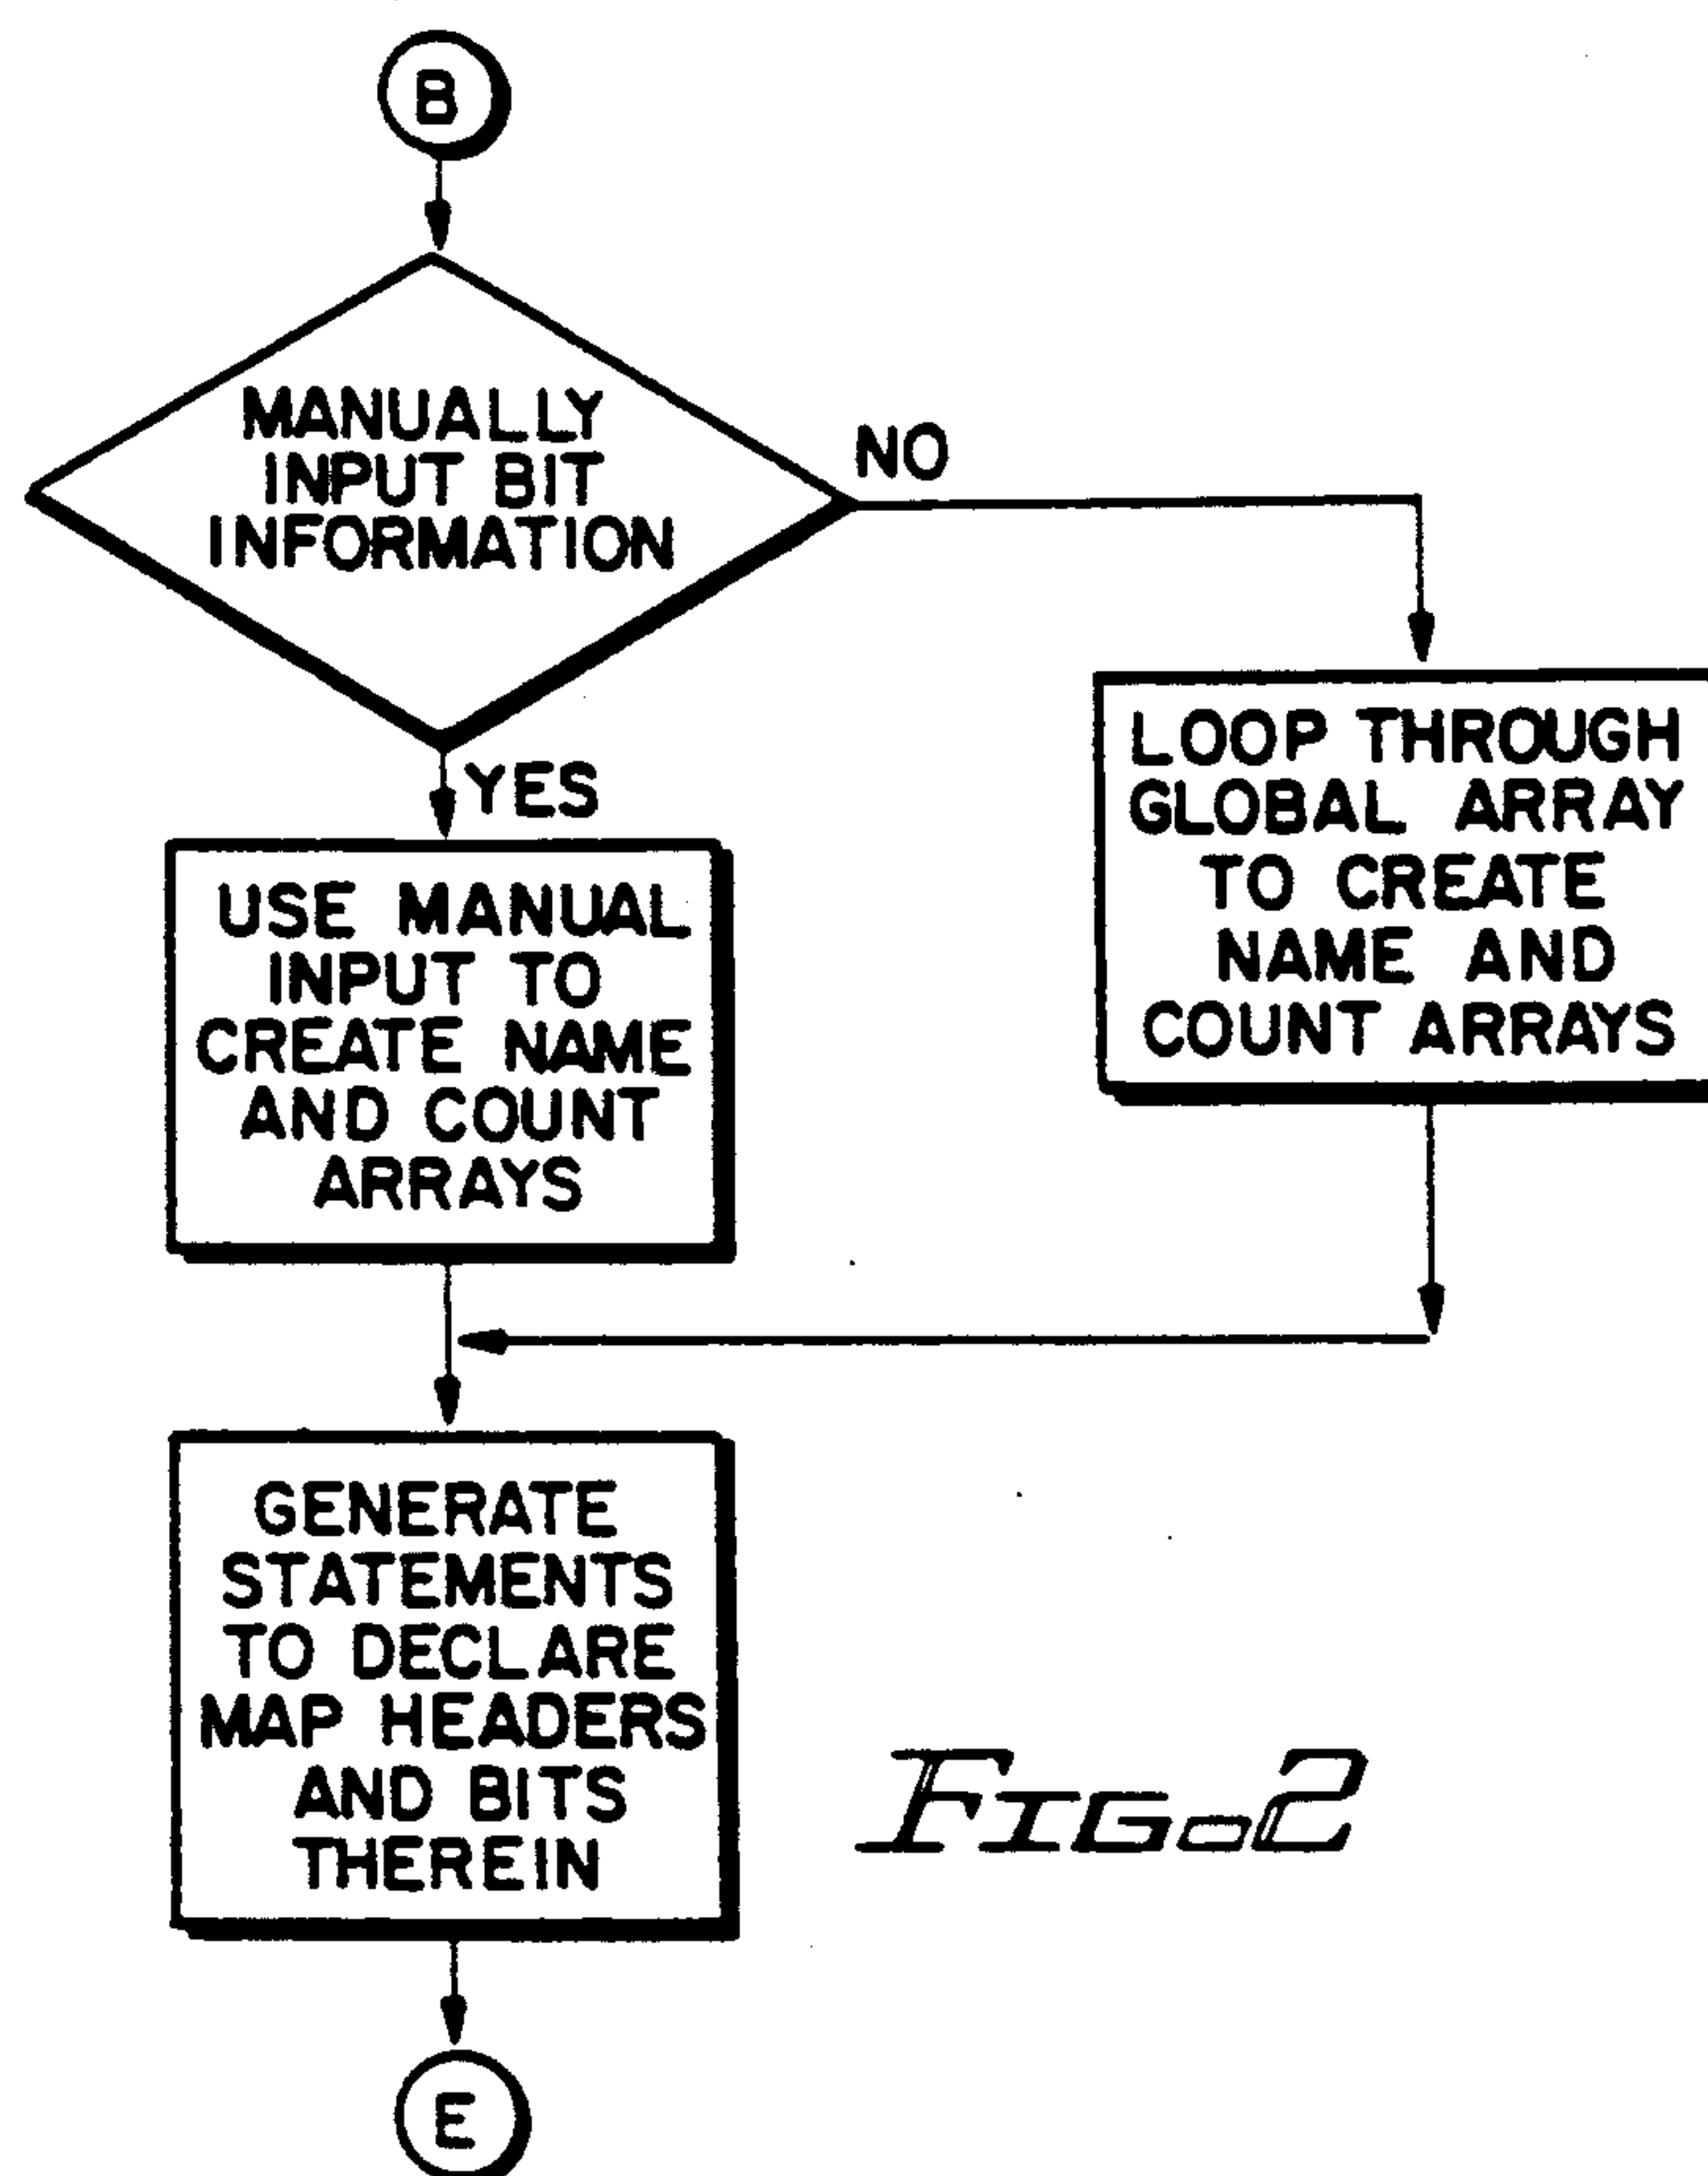 B
MANUALLY
INPUT BIT
INFORMATION
NO
YES
LOOP THROUGH
GLOBAL ARRAY
TO CREATE
NAME AND
COUNT ARRAYS
USE MANUAL
INPUT TO
CREATE NAME
AND COUNT
ARRAYS
GENERATE
STATEMENTS
TO DECLARE
MAP HEADERS
AND BITS
THEREIN
FIG.2
E